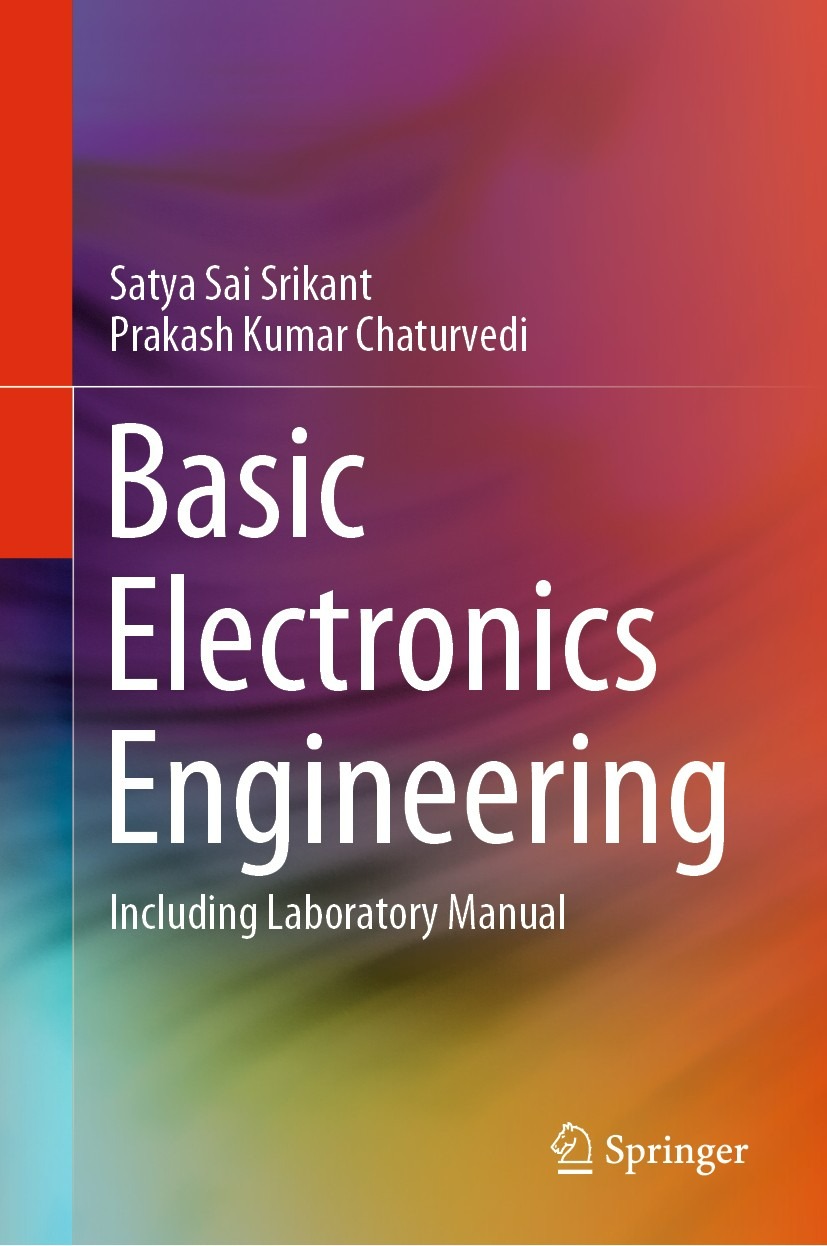 Satya Sai Srikant
Prakash Kumar Chaturvedi
Basic
Electronics
Engineering
Including Laboratory Manual
Springer